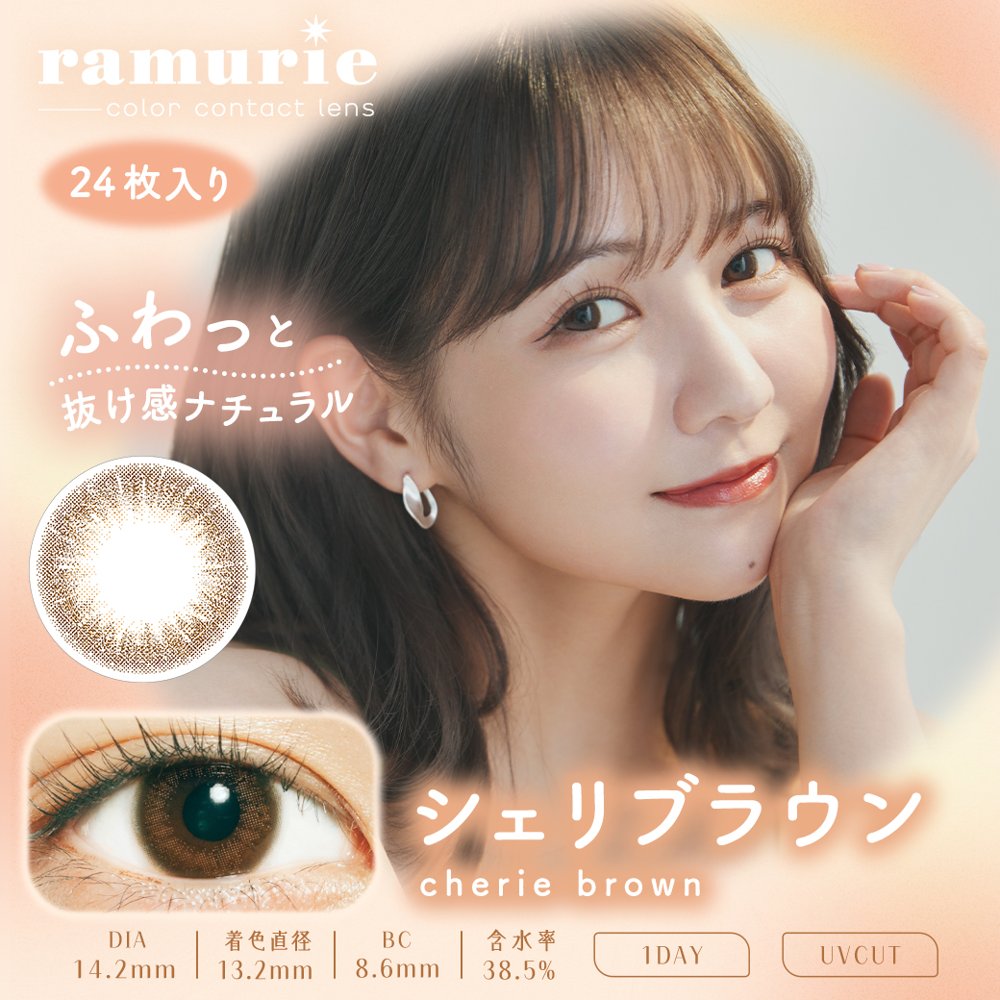 ramurie
color contact lens
24枚入り
ふわっと
抜け感ナチュラル
シェリブラウン
cherie brown
DIA
14.2mm
着色直径
13.2mm
BC
8.6mm
含水率
38.5%
1DAY
UVCUT